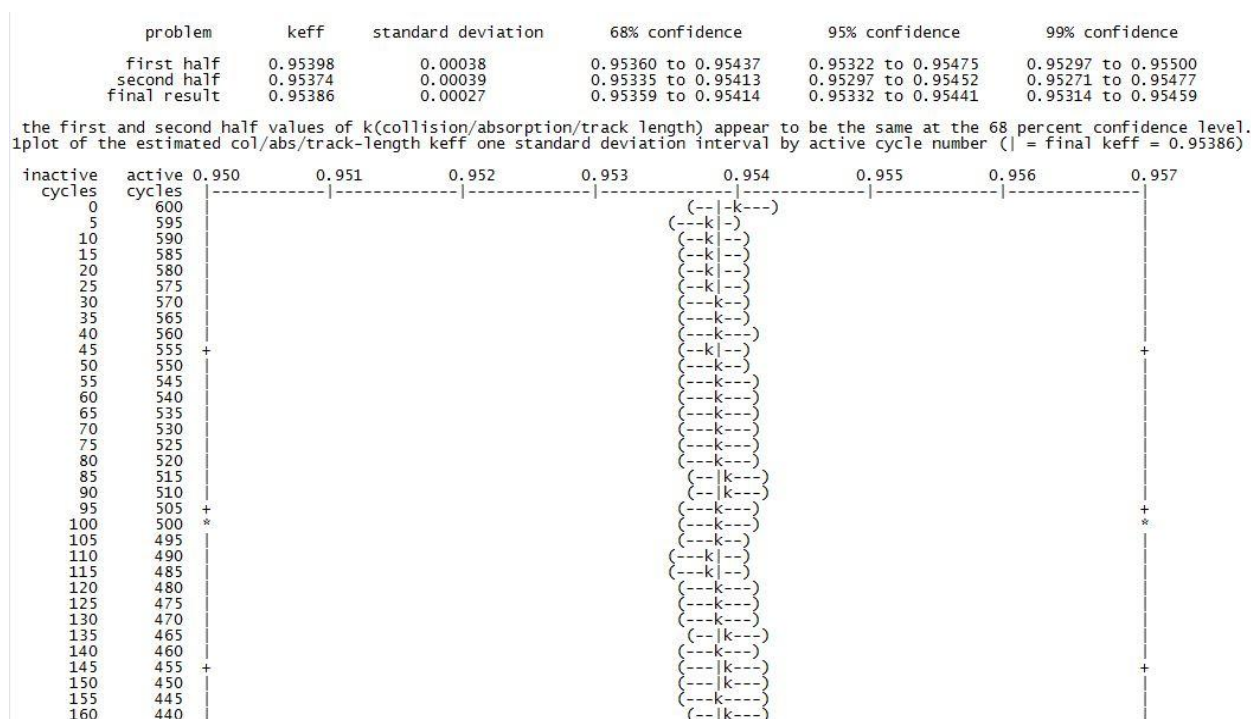 problem keff standard deviation 68% confidence 95% confidence 99% confidence
first half 0.95398 0.00038 0.95360 to 0.95437 0.95322 to 0.95475 0.95297 to 0.95500
second half 0.95374 0.00039 0.95335 to 0.95413 0.95297 to 0.95452 0.95271 to 0.95477
final result 0.95386 0.00027 0.95359 to 0.95414 0.95332 to 0.95441 0.95314 to 0.95459
the first and second half values of k(collision/absorption/track length) appear to be the same at the 68 percent confidence level.
1plot of the estimated col/abs/track-length keff one standard deviation interval by active cycle number (| = final keff = 0.95386)
inactive active 0.950 0.951 0.952 0.953 0.954 0.955 0.956 0.957
cycles cycles |------------------|------------------|------------------|------------------|------------------|------------------|------------------|
0 600 | (--|-k---) |
5 595 | (---k|-) |
10 590 | (--k|--) |
15 585 | (--k|--) |
20 580 | (--k|--) |
25 575 | (--k|--) |
30 570 | (---k--) |
35 565 | (---k--) |
40 560 | (---k---) |
45 555 + (--k|--) +
50 550 | (---k--) |
55 545 | (---k---) |
60 540 | (---k---) |
65 535 | (---k---) |
70 530 | (---k---) |
75 525 | (---k---) |
80 520 | (---k---) |
85 515 | (--|k---) |
90 510 | (--|k---) |
95 505 + (---k---) +
100 500 * (---k---) *
105 495 | (---k--) |
110 490 | (---k|--) |
115 485 | (---k|--) |
120 480 | (---k---) |
125 475 | (---k---) |
130 470 | (---k---) |
135 465 | (--|k---) |
140 460 | (---k---) |
145 455 + (---|k---) +
150 450 | (---|k---) |
155 445 | (---k----) |
160 440 | (--|k---) |